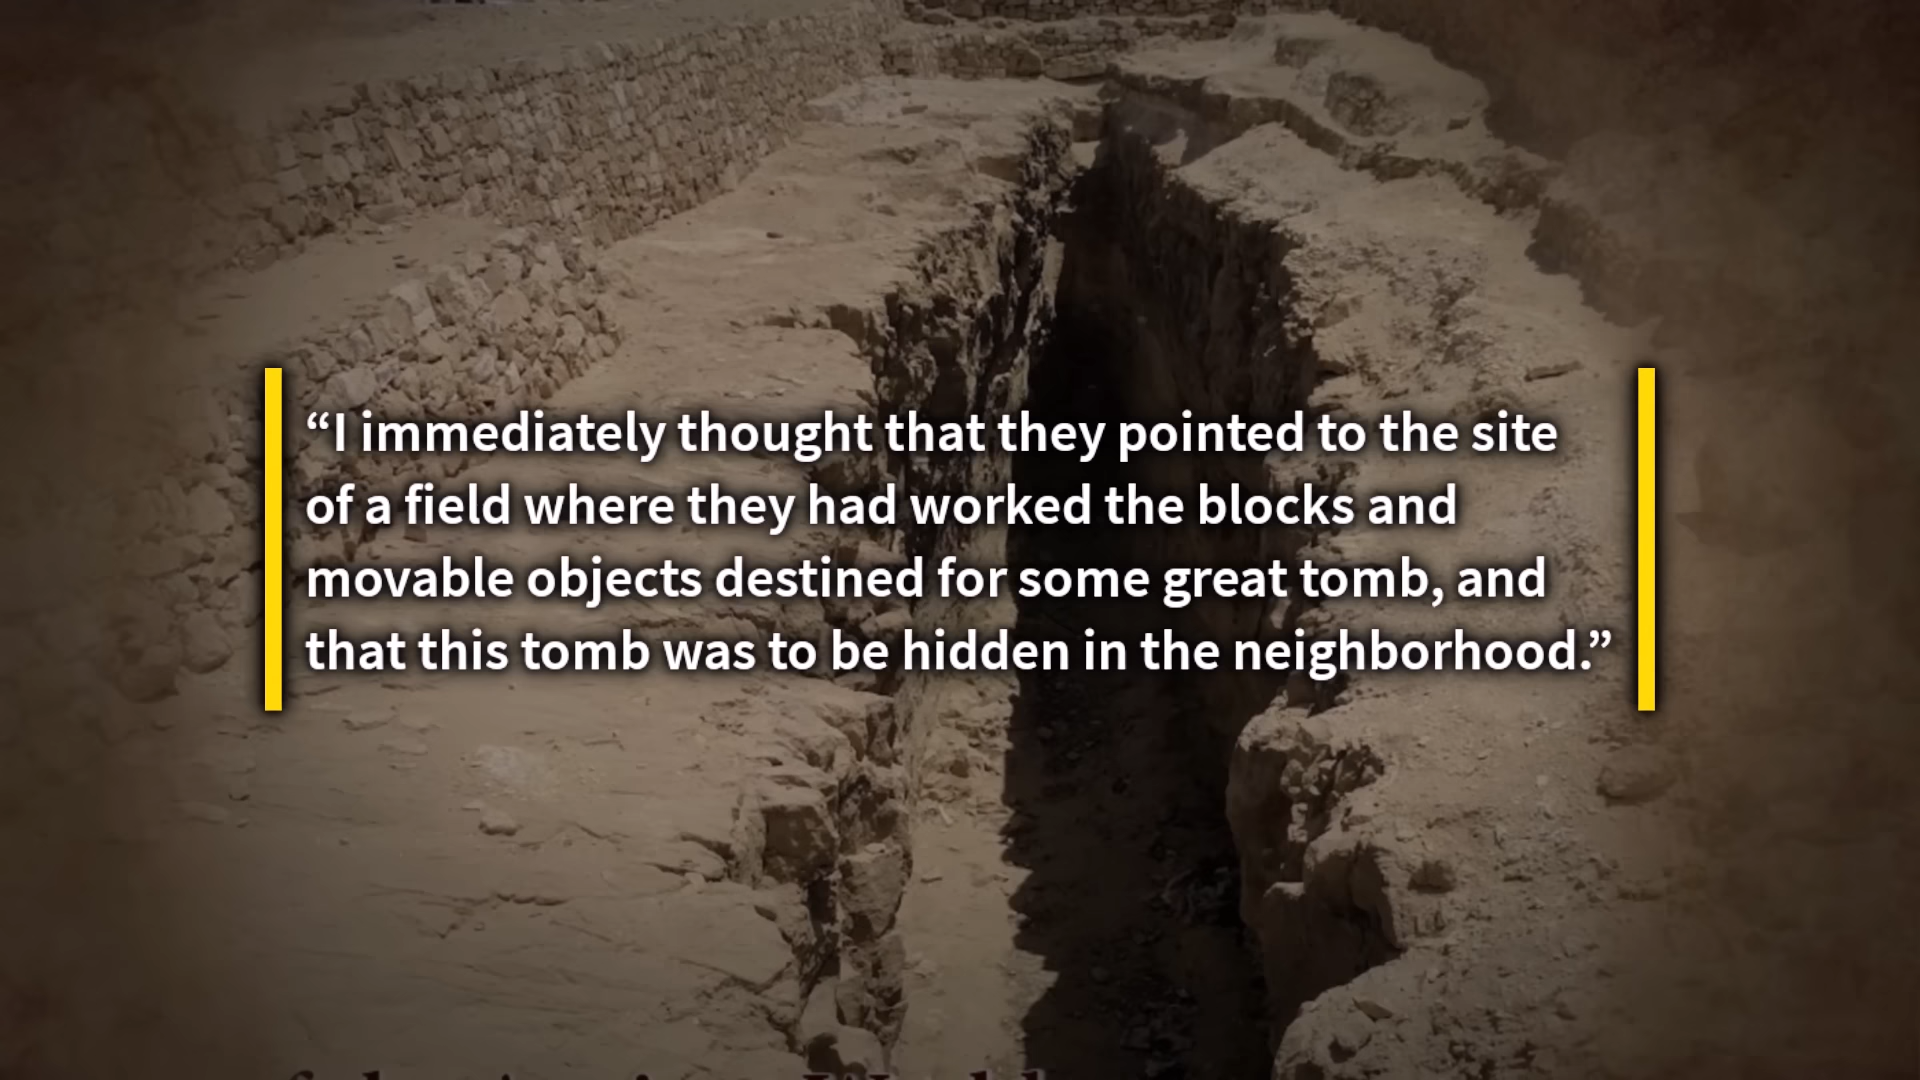 “I immediately thought that they pointed to the site
of a field where they had worked the blocks and
movable objects destined for some great tomb, and
that this tomb was to be hidden in the neighborhood.”